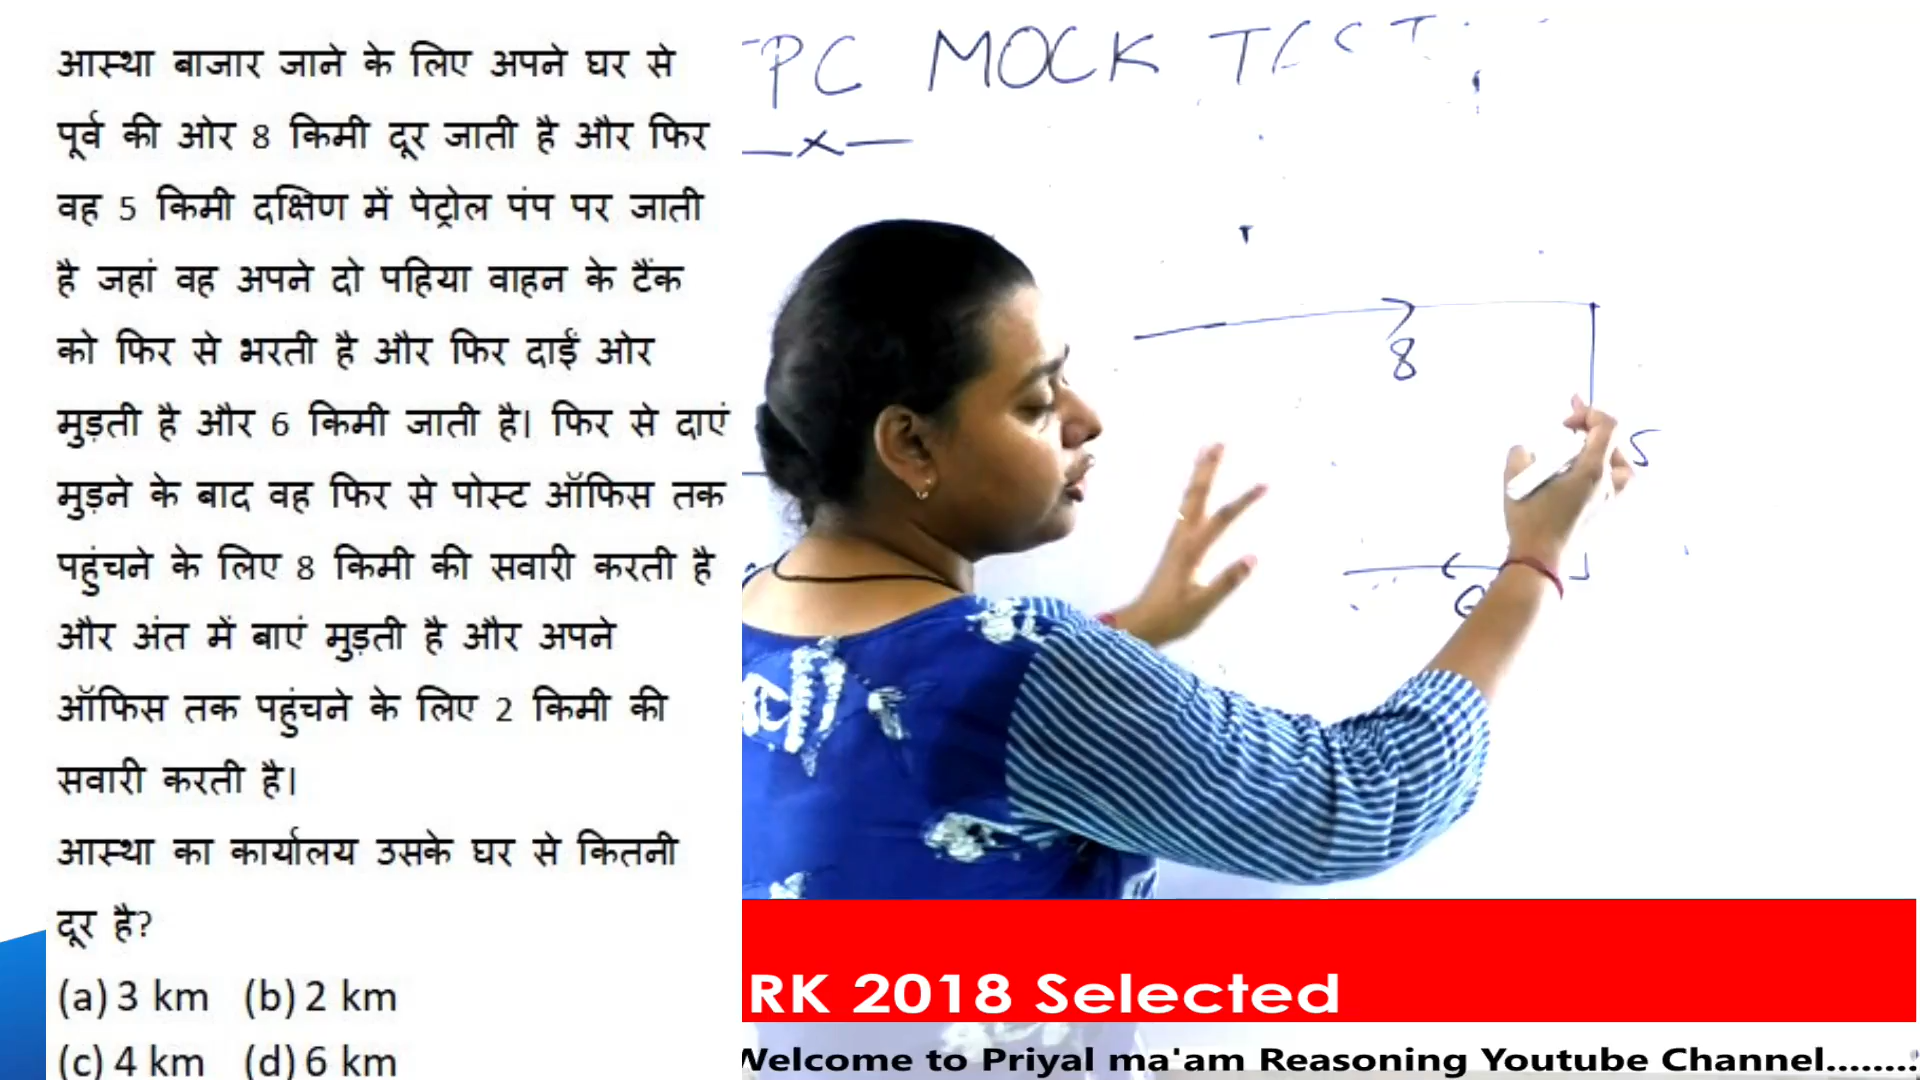 आस्था बाजार जाने के लिए अपने घर से
पूर्व की ओर 8 किमी दूर जाती है और फिर
वह 5 किमी दक्षिण में पेट्रोल पंप पर जाती
है जहां वह अपने दो पहिया वाहन के टैंक
को फिर से भरती है और फिर दाईं ओर
मुड़ती है और 6 किमी जाती है। फिर से दाएं
मुड़ने के बाद वह फिर से पोस्ट ऑफिस तक
पहुंचने के लिए 8 किमी की सवारी करती है
और अंत में बाएं मुड़ती है और अपने
ऑफिस तक पहुंचने के लिए 2 किमी की
सवारी करती है।
आस्था का कार्यालय उसके घर से कितनी
दूर है?
(a) 3 km (b) 2 km
(c) 4 km (d) 6 km
PC MOCK TEST
x
8
5
RK 2018 Selected
Welcome to Priyal ma'am Reasoning Youtube Channel........